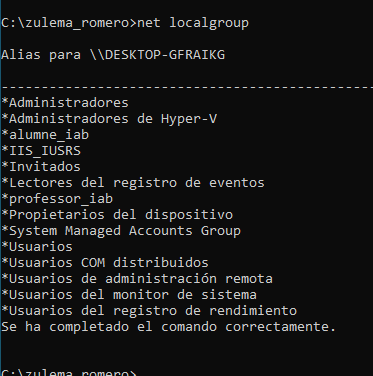 C:\zulema_romero>net localgroup
Alias para \\DESKTOP-GFRAIKG
-----------------------------------------------
*Administradores
*Administradores de Hyper-V
*alumne_iab
*IIS_IUSRS
*Invitados
*Lectores del registro de eventos
*professor_iab
*Propietarios del dispositivo
*System Managed Accounts Group
*Usuarios
*Usuarios COM distribuidos
*Usuarios de administración remota
*Usuarios del monitor de sistema
*Usuarios del registro de rendimiento
Se ha completado el comando correctamente.
C:\zulema_romero>